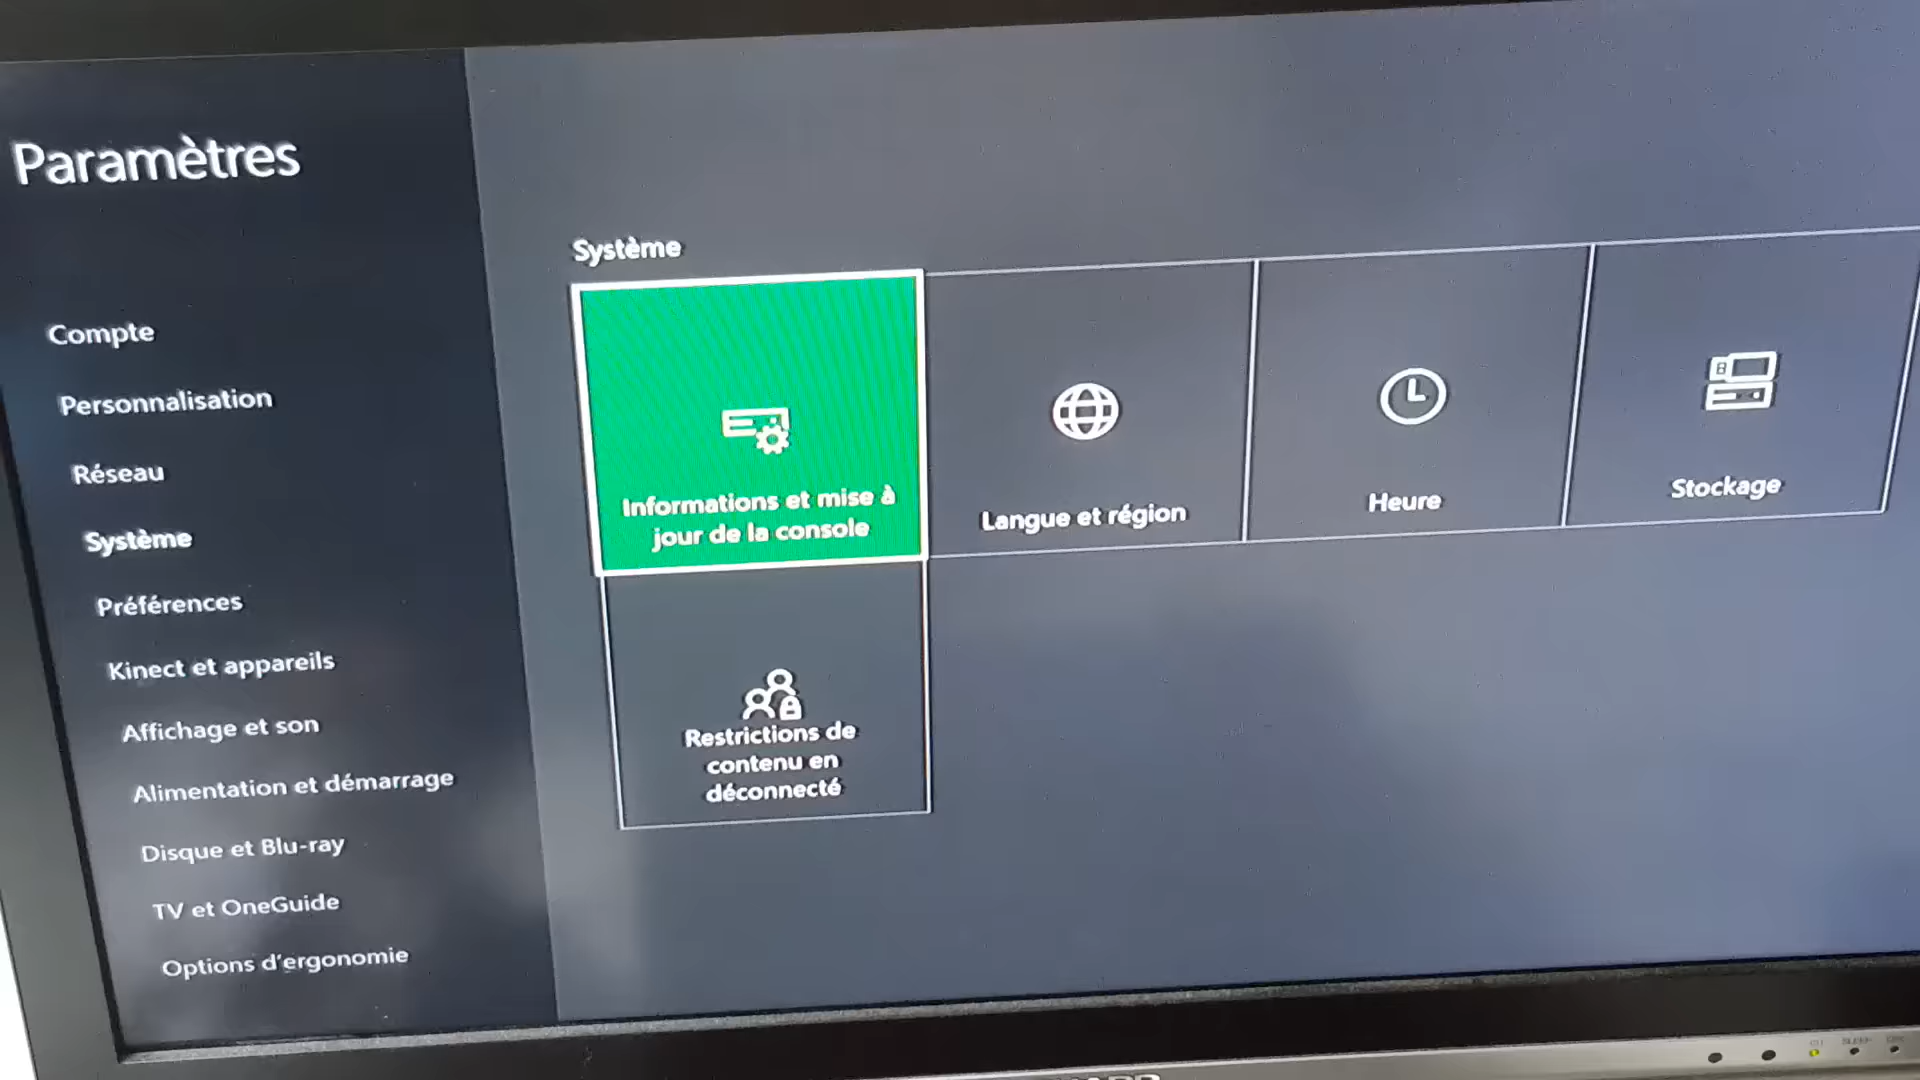 Paramètres
Compte
Personnalisation
Réseau
Système
Préférences
Kinect et appareils
Affichage et son
Alimentation et démarrage
Disque et Blu-ray
TV et OneGuide
Options d'ergonomie
Système
Informations et mise à
jour de la console
Langue et région
Heure
Stockage
Restrictions de
contenu en
déconnecté